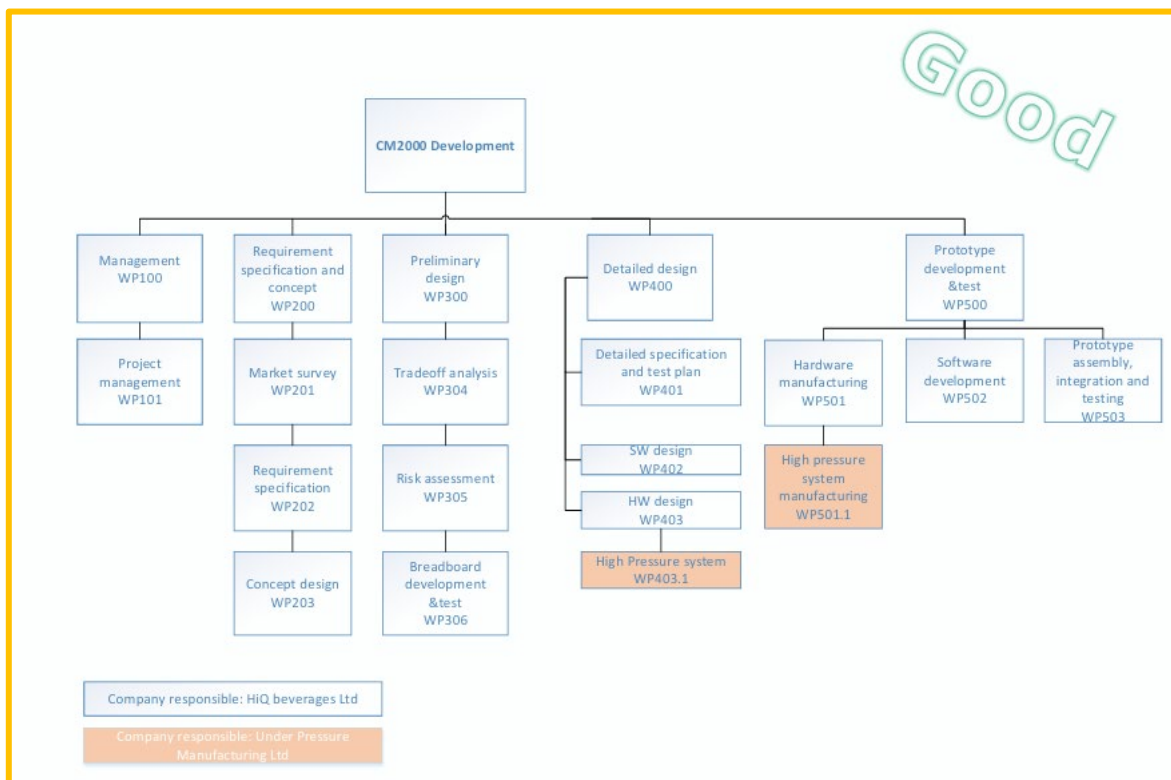 Good
CM2000 Development
Management
WP100
Requirement
specification and
concept
WP200
Preliminary
design
WP300
Detailed design
WP400
Prototype
development
&test
WP500
Project
management
WP101
Market survey
WP201
Tradeoff analysis
WP304
Detailed specification
and test plan
WP401
Hardware
manufacturing
WP501
Software
development
WP502
Prototype
assembly,
integration and
testing
WP503
Requirement
specification
WP202
Risk assessment
WP305
SW design
WP402
HW design
WP403
High pressure
system
manufacturing
WP501.1
Concept design
WP203
Breadboard
development
&test
WP306
High Pressure system
WP403.1
Company responsible: HiQ beverages Ltd
Company responsible: Under Pressure
Manufacturing Ltd